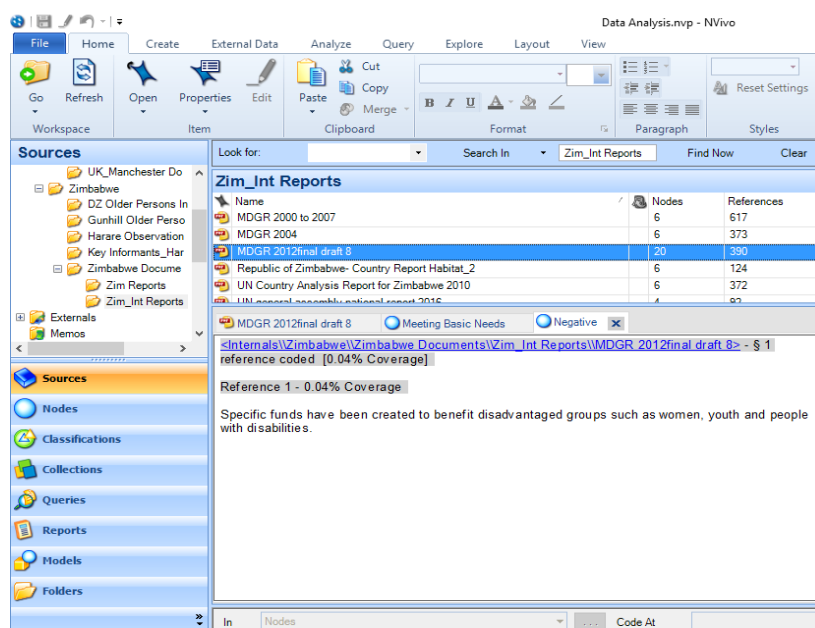 Data Analysis.nvp - NVivo
File Home Create External Data Analyze Query Explore Layout View
Go Refresh Open Properties Edit Paste Cut Copy Merge B I U Reset Settings
Workspace Item Clipboard Format Paragraph Styles
Sources
Look for: Search In Zim_Int Reports Find Now Clear
UK_Manchester Do
Zimbabwe
DZ Older Persons In
Gunhill Older Perso
Harare Observation
Key Informants_Har
Zimbabwe Docume
Zim Reports
Zim_Int Reports
Externals
Memos
Zim_Int Reports
Name Nodes References
MDGR 2000 to 2007 6 617
MDGR 2004 6 373
MDGR 2012final draft 8 20 390
Republic of Zimbabwe- Country Report Habitat_2 6 124
UN Country Analysis Report for Zimbabwe 2010 6 372
UN general assembly national report 2016 4 92
MDGR 2012final draft 8 Meeting Basic Needs Negative
<Internals\\Zimbabwe\\Zimbabwe Documents\\Zim_Int Reports\\MDGR 2012final draft 8> - § 1
reference coded [0.04% Coverage]
Reference 1 - 0.04% Coverage
Specific funds have been created to benefit disadvantaged groups such as women, youth and people
with disabilities.
Sources
Nodes
Classifications
Collections
Queries
Reports
Models
Folders
In Nodes ... Code At